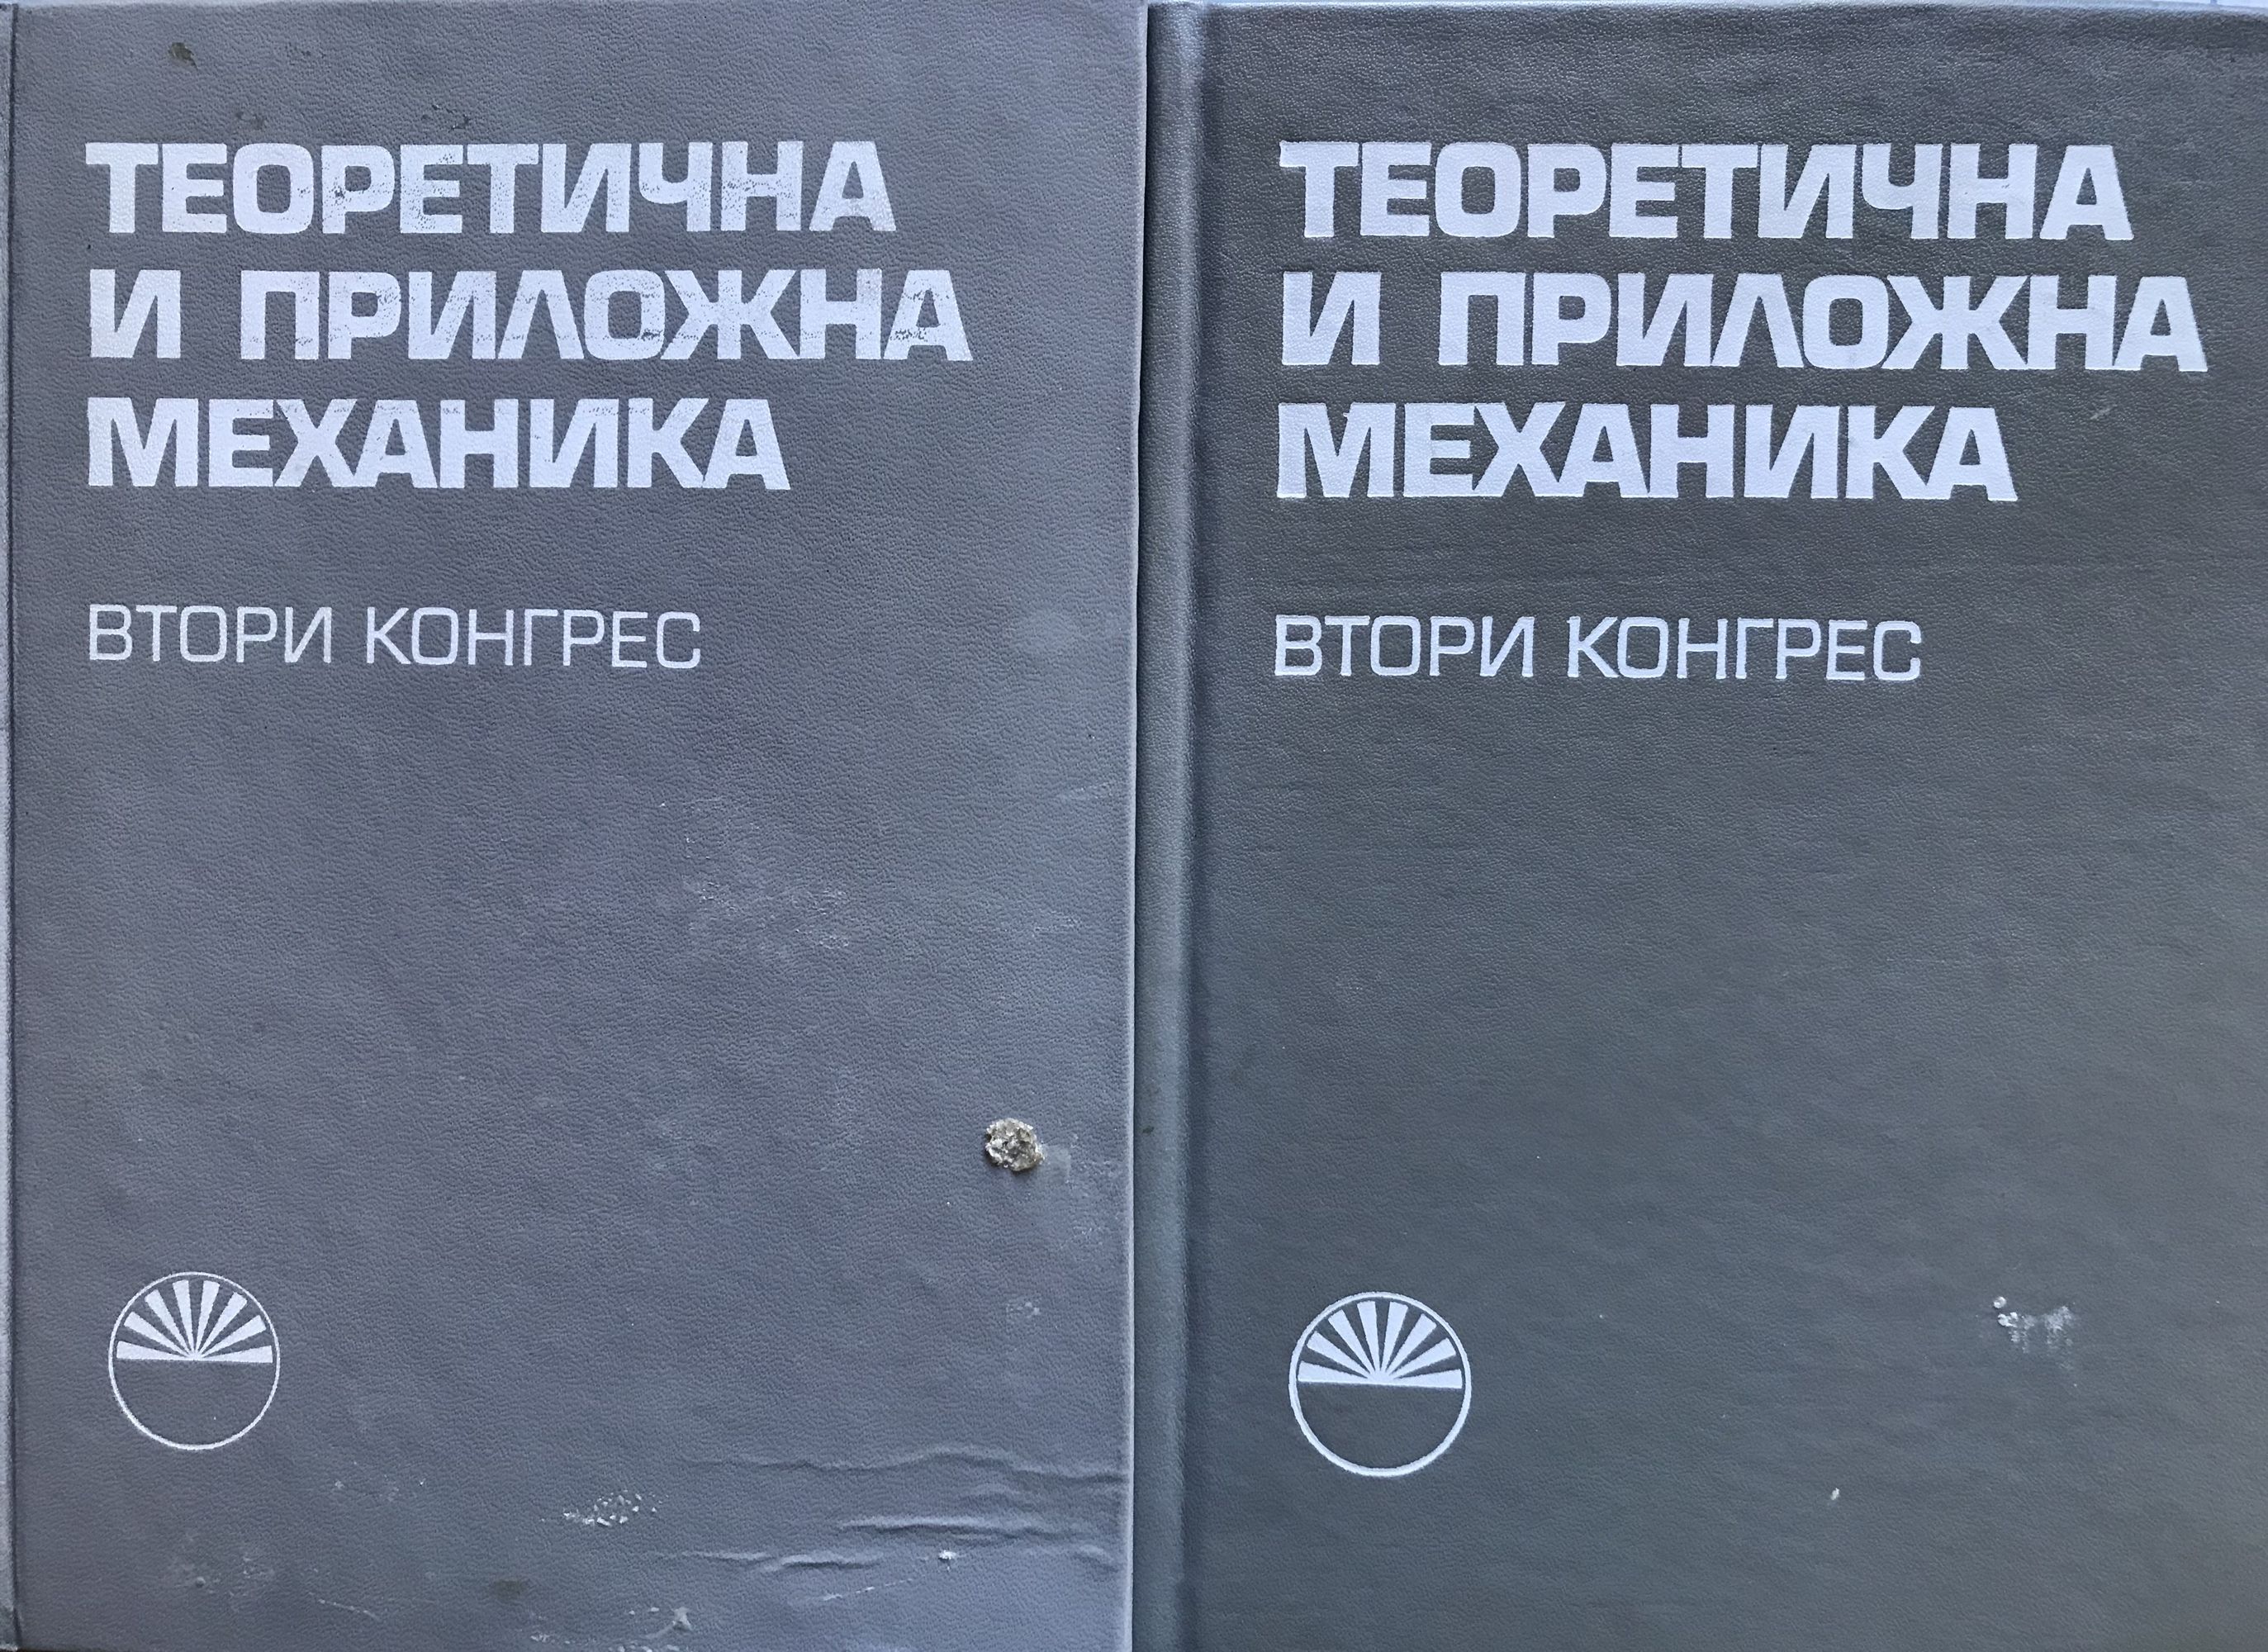 ТЕОРЕТИЧНА
И ПРИЛОЖНА
МЕХАНИКА
ВТОРИ КОНГРЕС
ТЕОРЕТИЧНА
И ПРИЛОЖНА
МЕХАНИКА
ВТОРИ КОНГРЕС